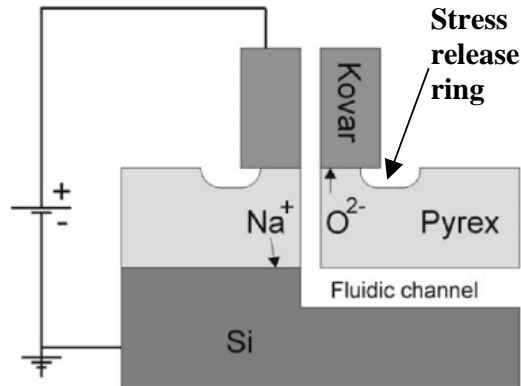 Stress
release
ring
Kovar
+
-
Na+
O2-
Pyrex
Fluidic channel
Si